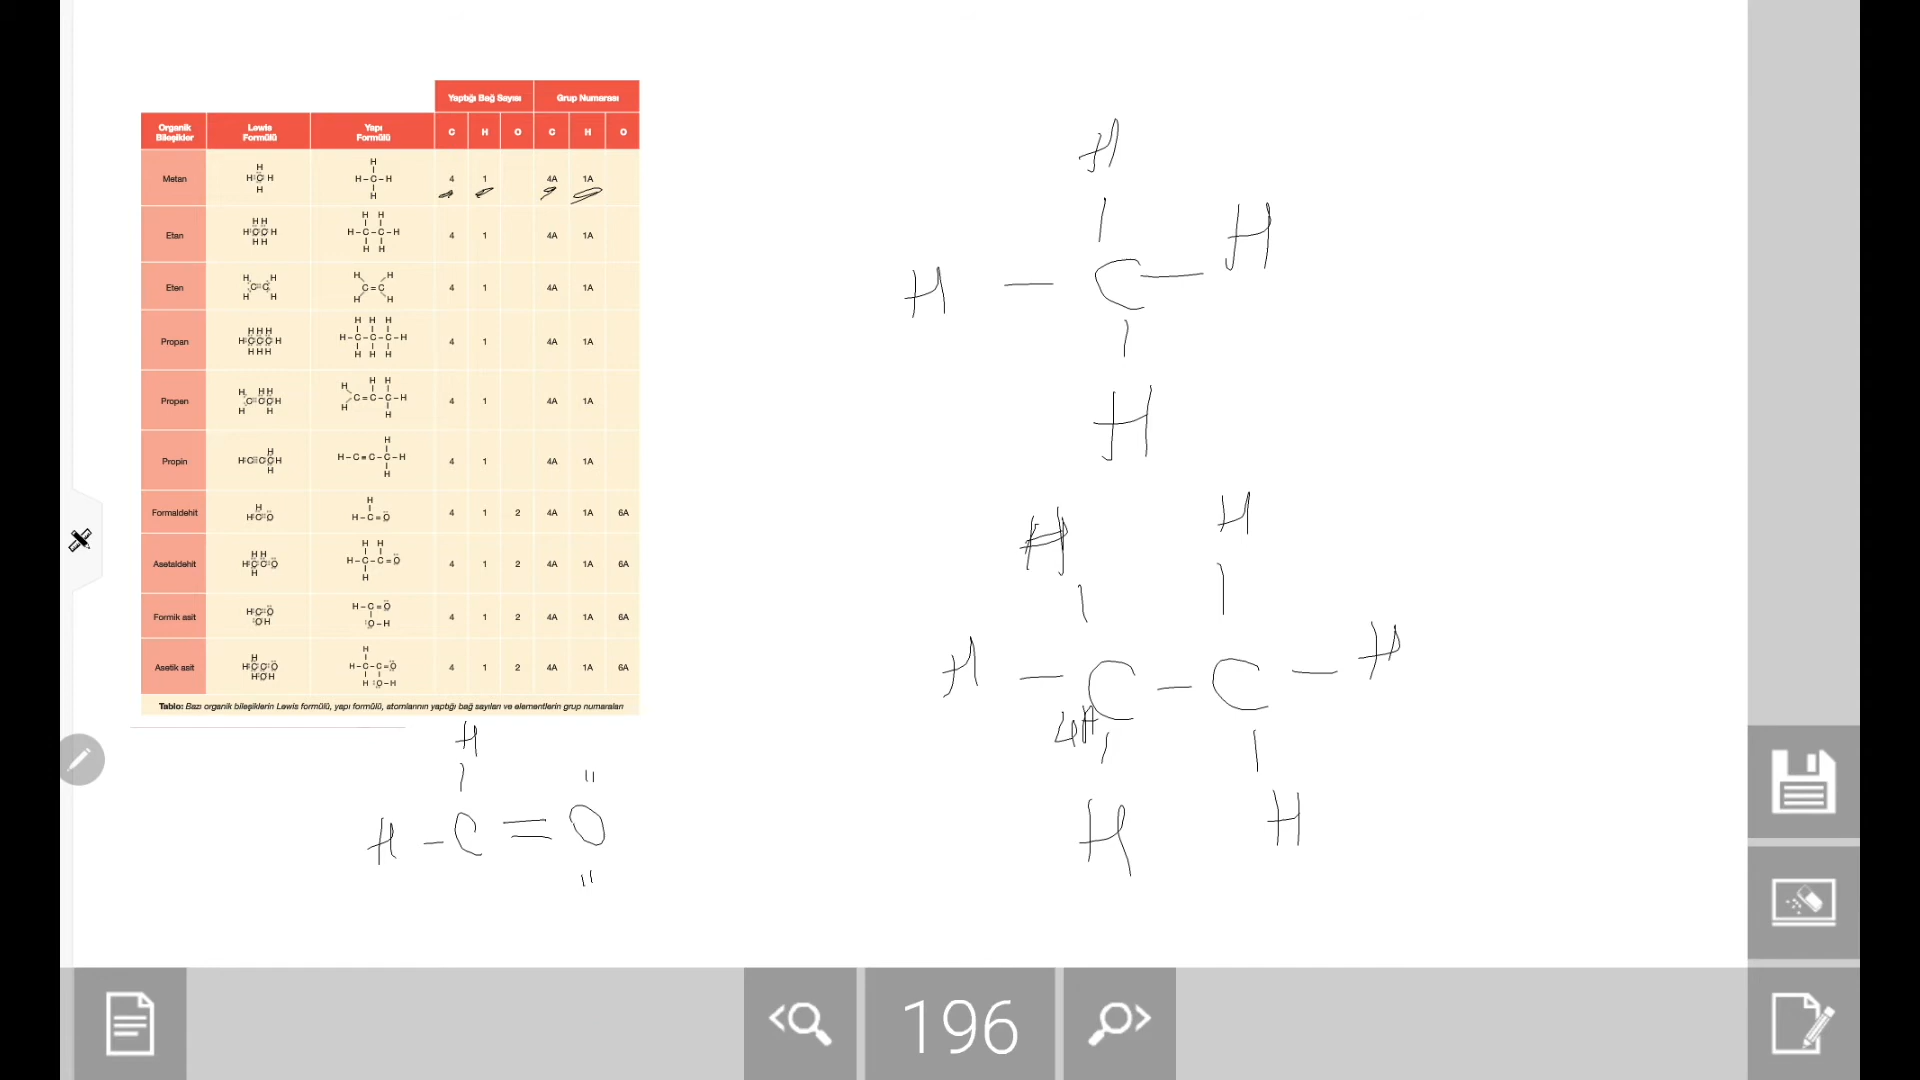 Yaptığı Bağ Sayısı Grup Numarası
Organik Bileşikler Lewis Formülü Yapı Formülü C H O C H O
Metan 4 1 4A 1A
Etan 4 1 4A 1A
Eten 4 1 4A 1A
Propan 4 1 4A 1A
Propen 4 1 4A 1A
Propin 4 1 4A 1A
Formaldehit 4 1 2 4A 1A 6A
Asetaldehit 4 1 2 4A 1A 6A
Formik asit 4 1 2 4A 1A 6A
Asetik asit 4 1 2 4A 1A 6A
Tablo: Bazı organik bileşiklerin Lewis formülü, yapı formülü, atomlarının yaptığı bağ sayıları ve elementlerin grup numaraları
H
H - C = O
H
H - C - H
H
H H
H - C - C - H
4A
H H
196